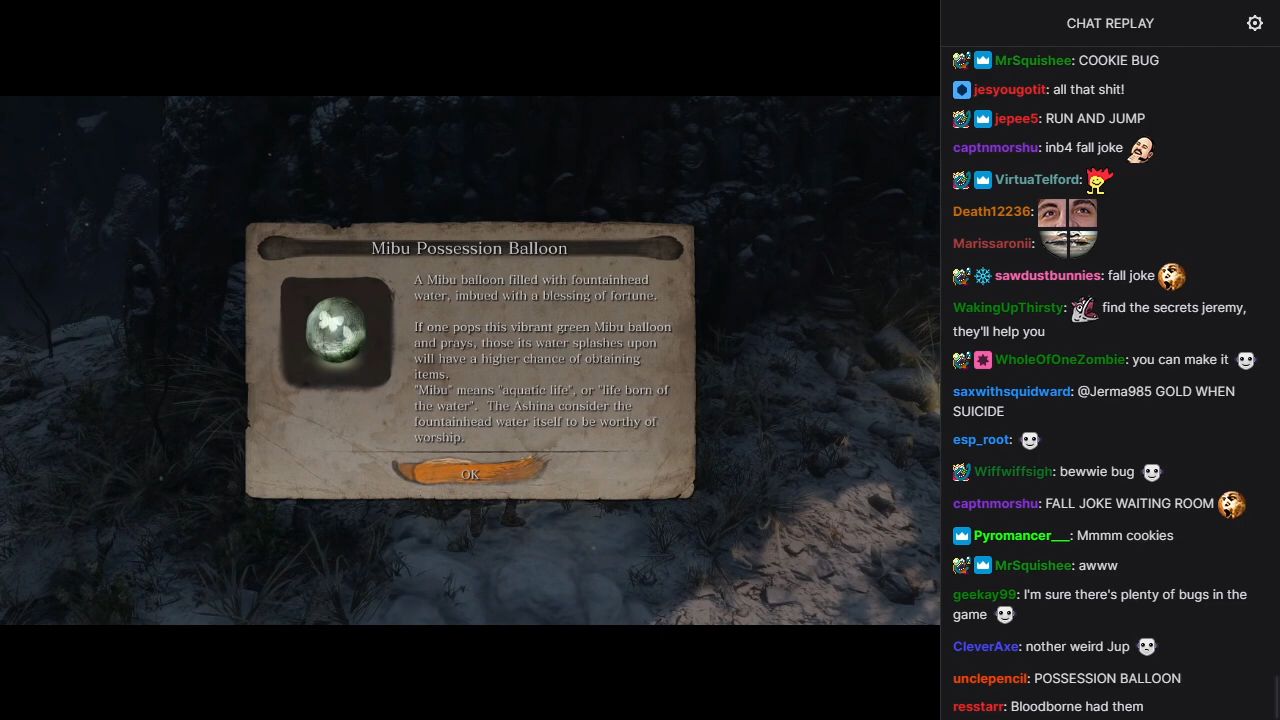 CHAT REPLAY
MrSquishee: COOKIE BUG
jesyougotit: all that shit!
jepee5: RUN AND JUMP
captnmorshu: inb4 fall joke
VirtuaTelford:
Death12236:
Marissaronii:
sawdustbunnies: fall joke
WakingUpThirsty: find the secrets jeremy,
they'll help you
WholeOfOneZombie: you can make it
saxwithsquidward: @Jerma985 GOLD WHEN
SUICIDE
esp_root:
Wiffwiffsigh: bewwie bug
captnmorshu: FALL JOKE WAITING ROOM
Pyromancer___: Mmmm cookies
MrSquishee: awww
geekay99: I'm sure there's plenty of bugs in the
game
CleverAxe: nother weird Jup
unclepencil: POSSESSION BALLOON
resstarr: Bloodborne had them
Mibu Possession Balloon
A Mibu balloon filled with fountainhead
water, imbued with a blessing of fortune.
If one pops this vibrant green Mibu balloon
and prays, those its water splashes upon
will have a higher chance of obtaining
items.
"Mibu" means "aquatic life", or "life born of
the water". The Ashina consider the
fountainhead water itself to be worthy of
worship.
OK